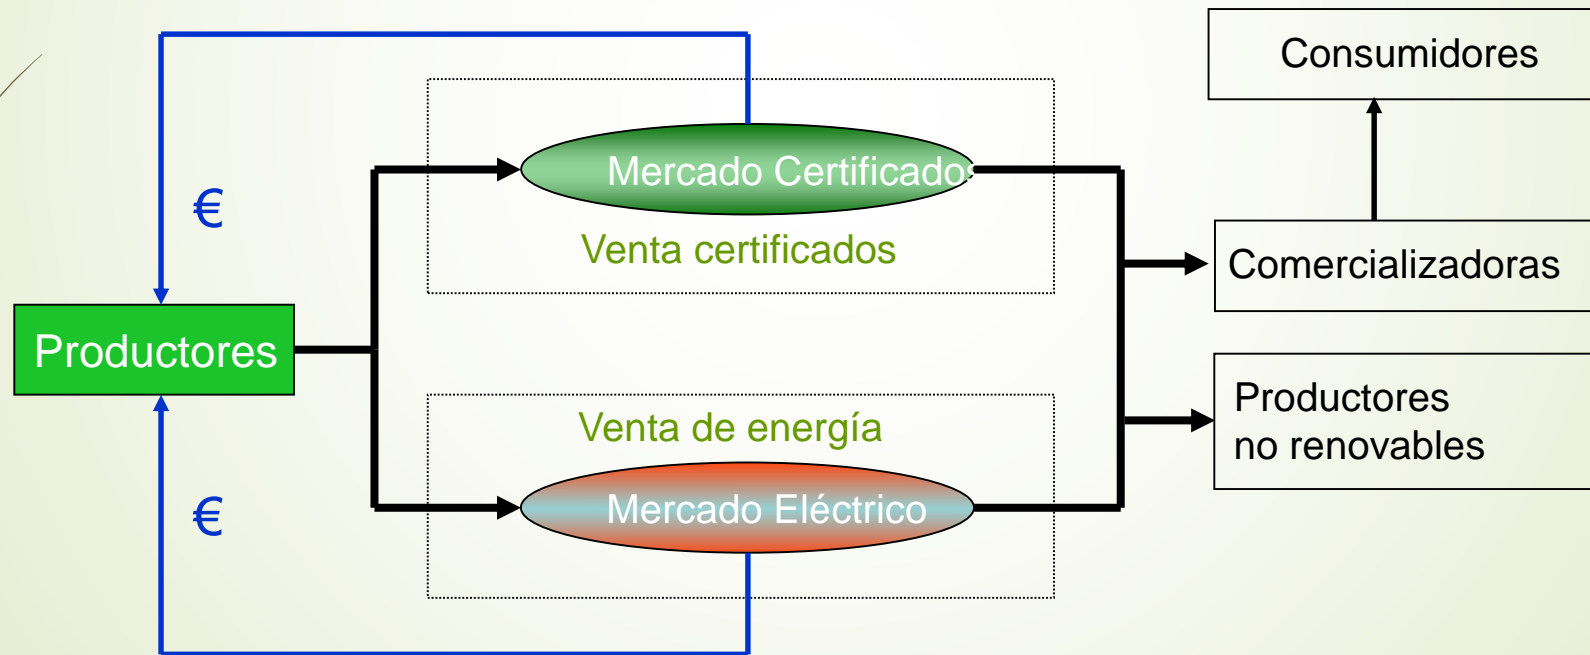 Consumidores
Mercado Certificados
€
Venta certificados
Comercializadoras
Productores
Productores
no renovables
Venta de energía
€
Mercado Eléctrico